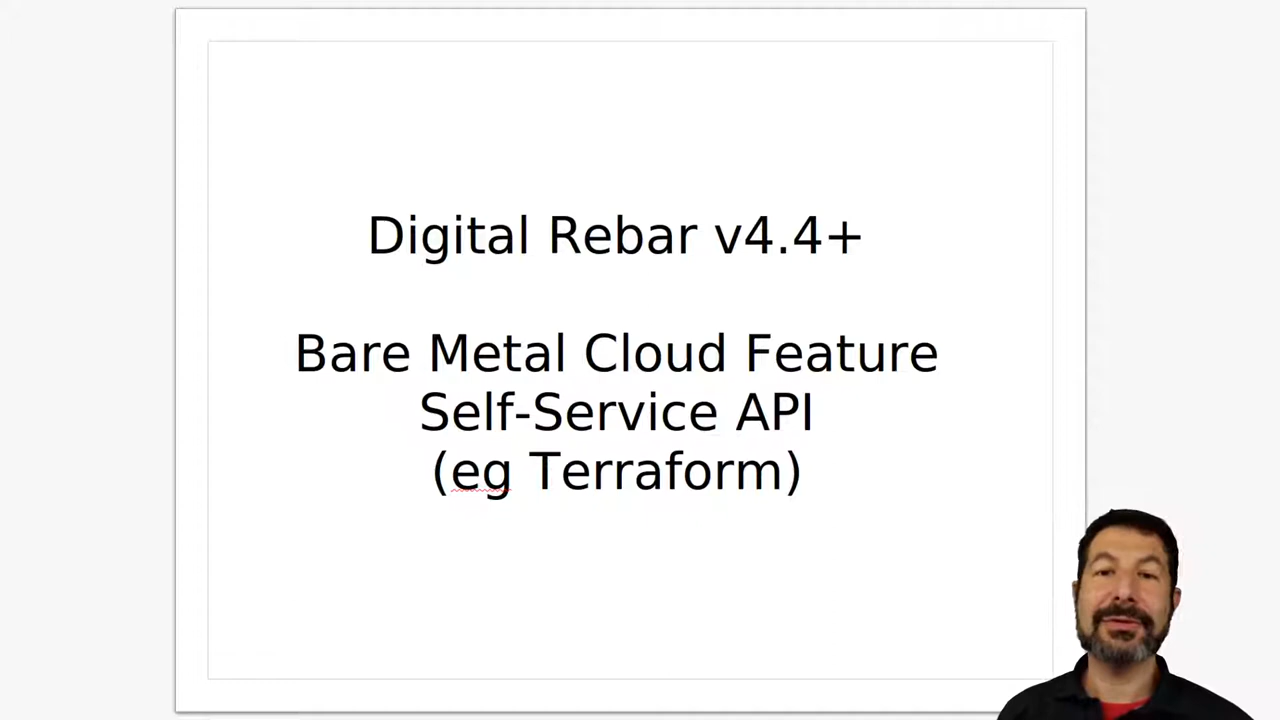 Digital Rebar v4.4+
Bare Metal Cloud Feature
Self-Service API
(eg Terraform)